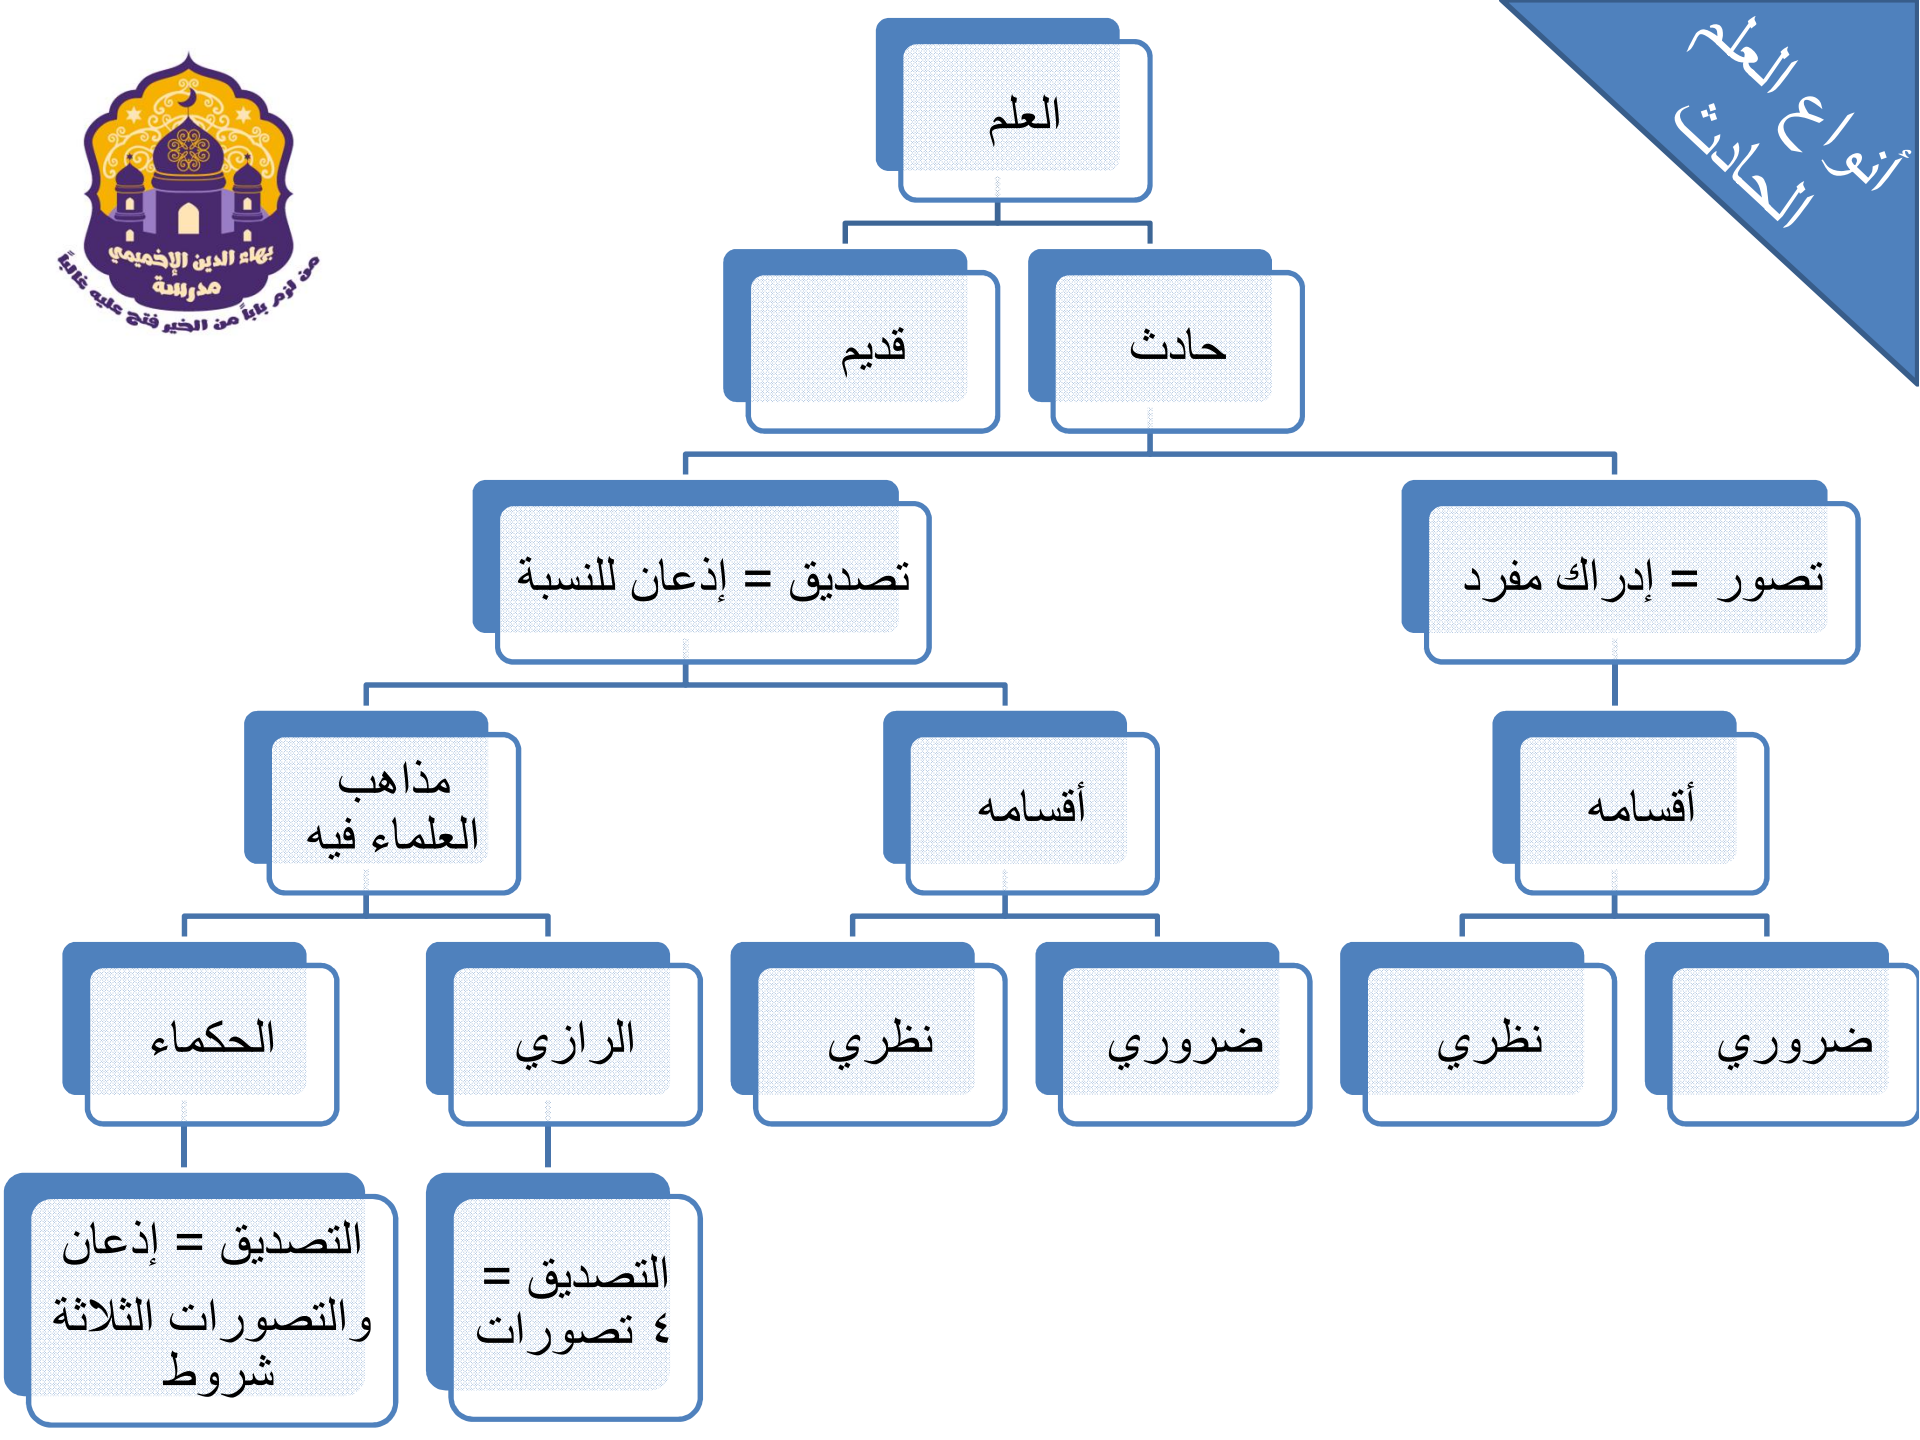 أنواع العلم
الحادث
بهاء الدين الإخميمي
مدرسة
من لزم باباً من الخير فتح عليه غالباً
العلم
حادث
قديم
تصور = إدراك مفرد
تصديق = إذعان للنسبة
أقسامه
أقسامه
مذاهب
العلماء فيه
ضروري
نظري
ضروري
نظري
الرازي
الحكماء
التصديق =
٤ تصورات
التصديق = إذعان
والتصورات الثلاثة
شروط